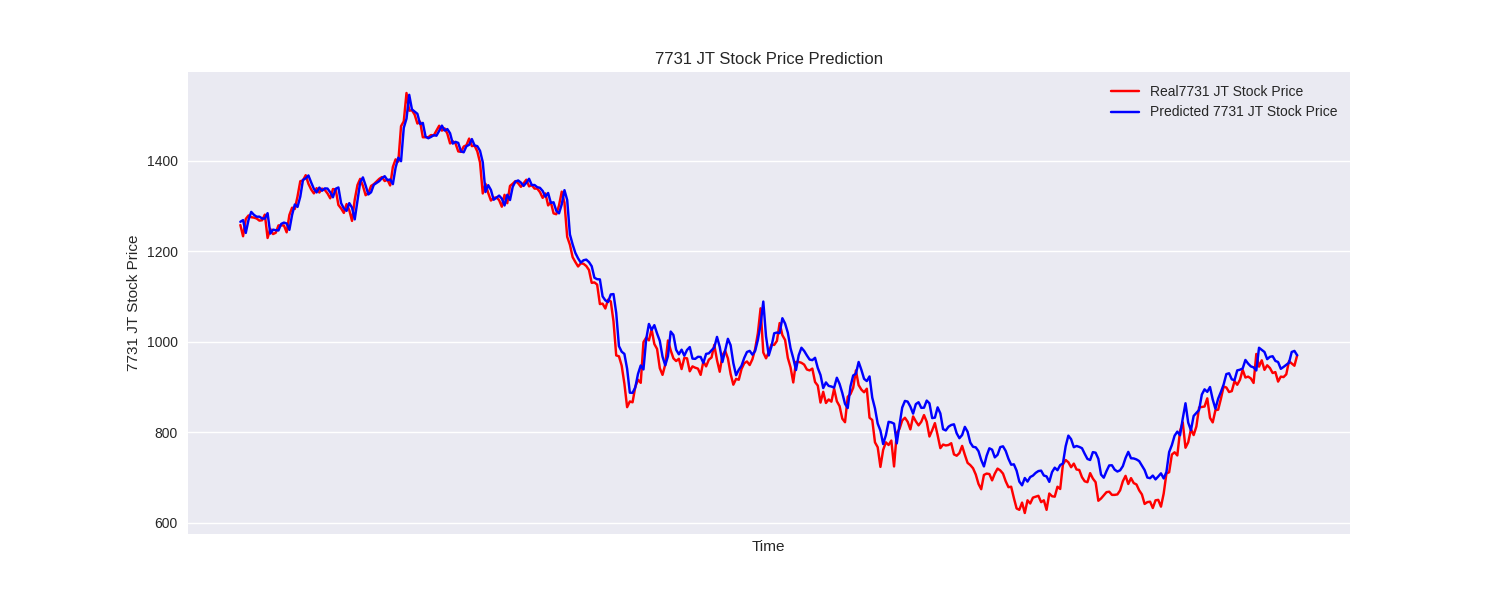 7731 JT Stock Price Prediction
Real7731 JT Stock Price
Predicted 7731 JT Stock Price
7731 JT Stock Price
1400
1200
1000
800
600
Time